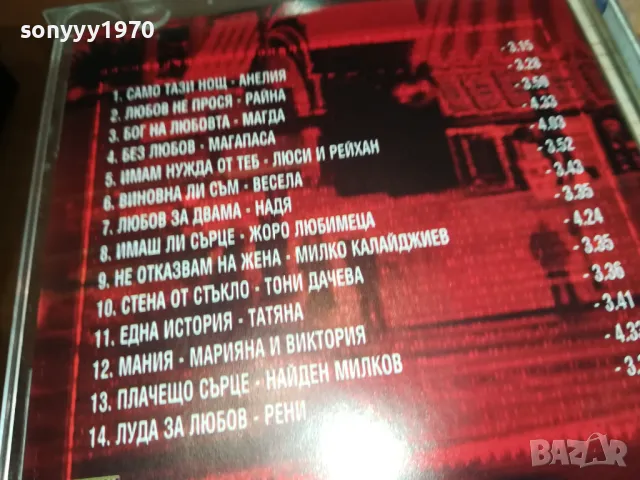 sonyyy1970
1. САМО ТАЗИ НОЩ - АНЕЛИЯ - 3.15
2. ЛЮБОВ НЕ ПРОСЯ - РАЙНА - 3.28
3. БОГ НА ЛЮБОВТА - МАГДА - 3.50
4. БЕЗ ЛЮБОВ - МАГАПАСА - 4.33
5. ИМАМ НУЖДА ОТ ТЕБ - ЛЮСИ И РЕЙХАН - 4.03
6. ВИНОВНА ЛИ СЪМ - ВЕСЕЛА - 3.52
7. ЛЮБОВ ЗА ДВАМА - НАДЯ - 3.43
8. ИМАШ ЛИ СЪРЦЕ - ЖОРО ЛЮБИМЕЦА - 3.35
9. НЕ ОТКАЗВАМ НА ЖЕНА - МИЛКО КАЛАЙДЖИЕВ - 4.24
10. СТЕНА ОТ СТЪКЛО - ТОНИ ДАЧЕВА - 3.35
11. ЕДНА ИСТОРИЯ - ТАТЯНА - 3.36
12. МАНИЯ - МАРИЯНА И ВИКТОРИЯ - 3.41
13. ПЛАЧЕЩО СЪРЦЕ - НАЙДЕН МИЛКОВ
14. ЛУДА ЗА ЛЮБОВ - РЕНИ
BAZAR